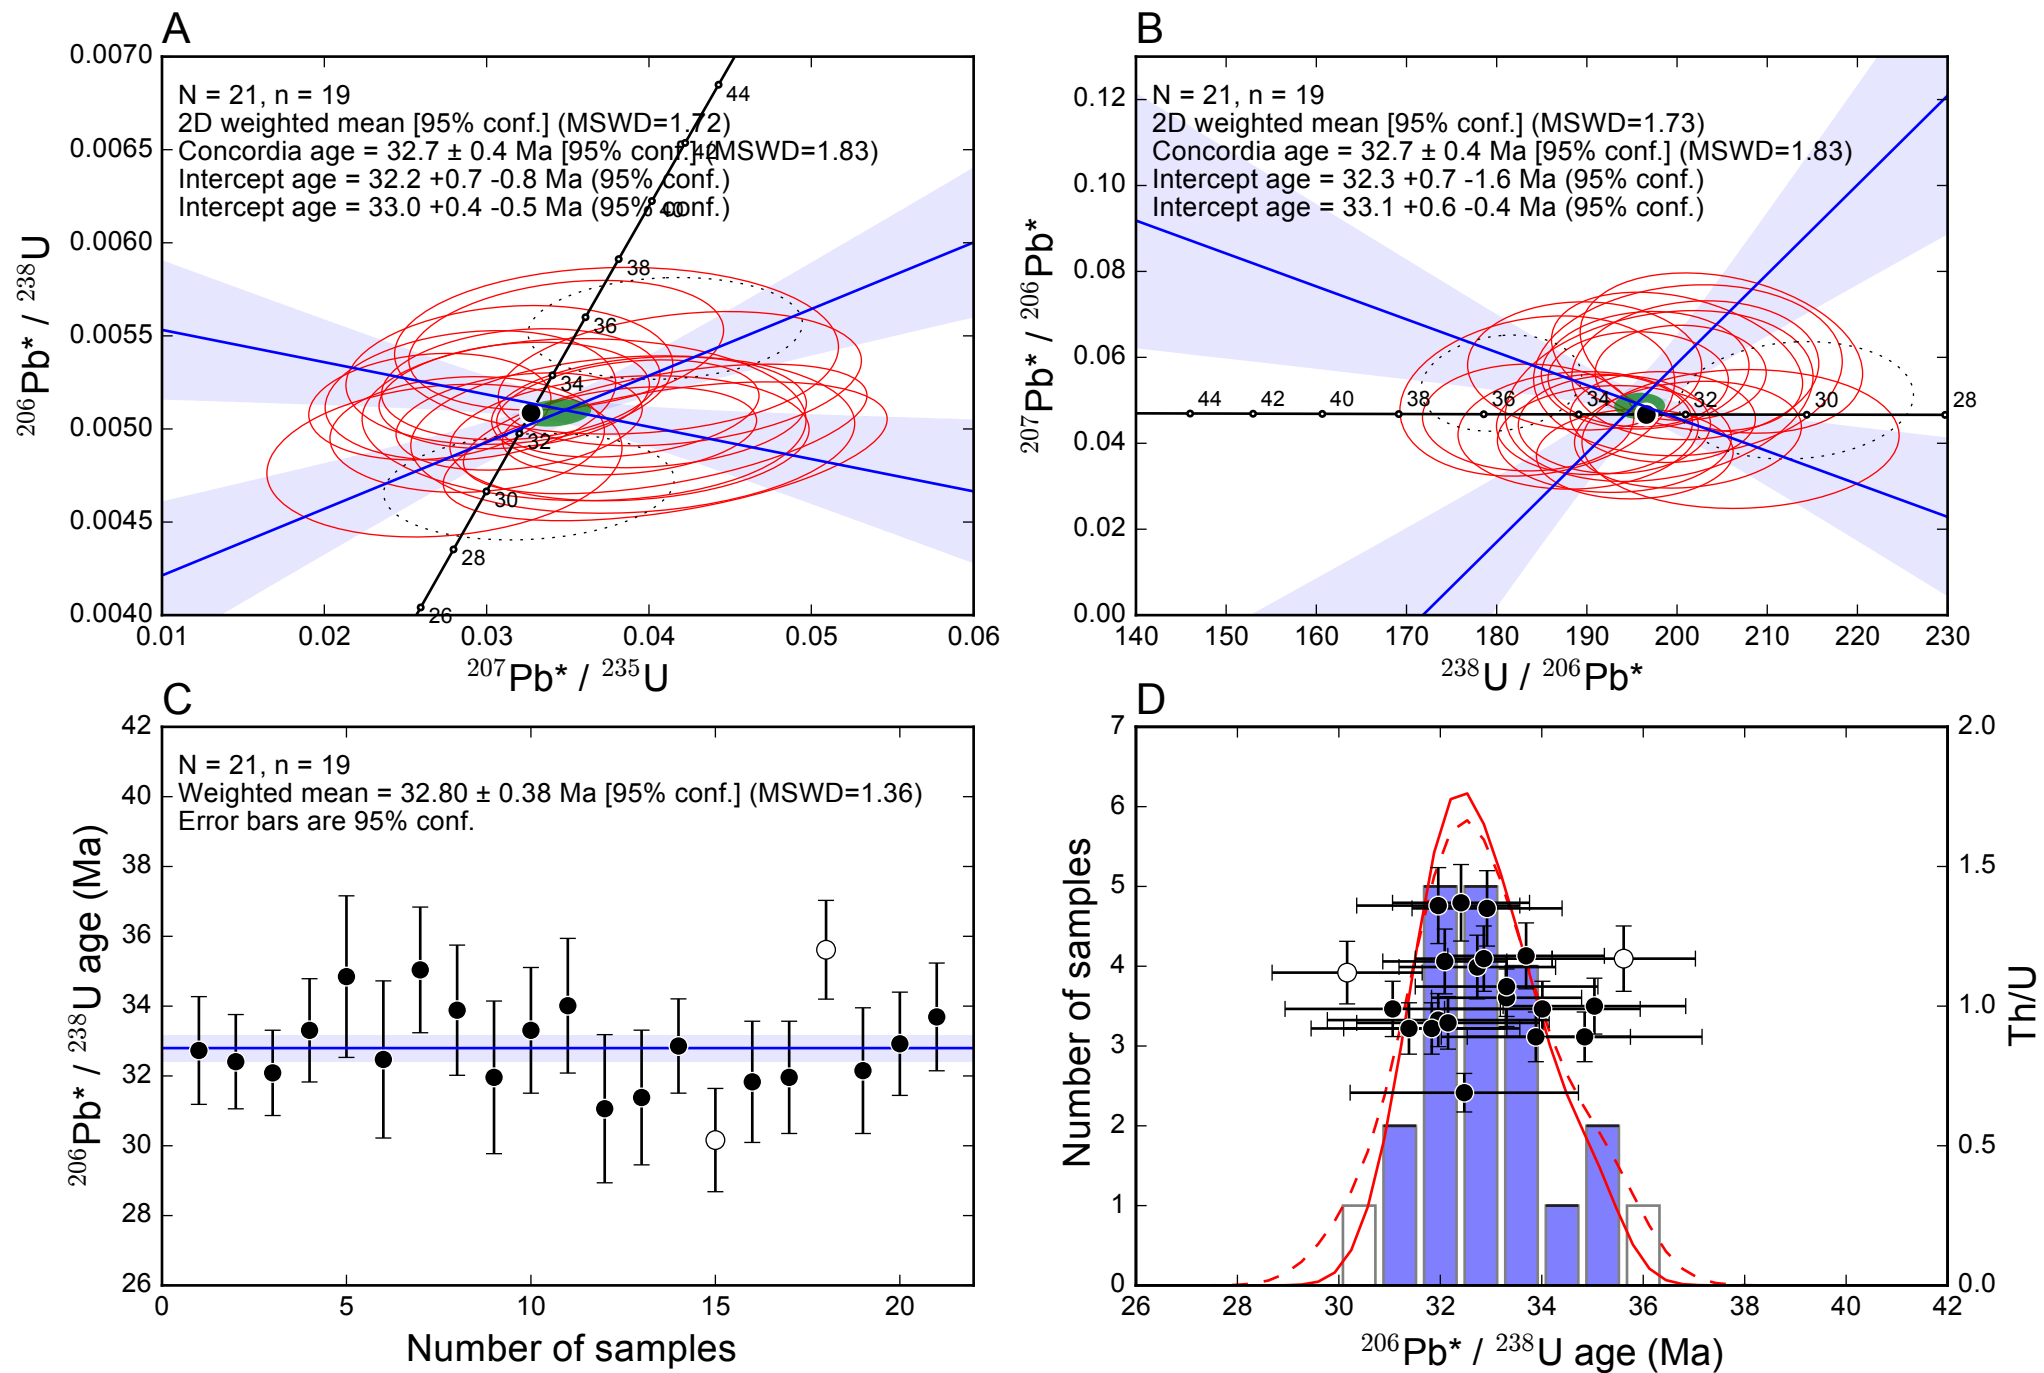 A
N = 21, n = 19
2D weighted mean [95% conf.] (MSWD=1.72)
Concordia age = 32.7 ± 0.4 Ma [95% conf.] (MSWD=1.83)
Intercept age = 32.2 +0.7 -0.8 Ma (95% conf.)
Intercept age = 33.0 +0.4 -0.5 Ma (95% conf.)
44
42
40
38
36
34
32
30
28
26
0.0070
0.0065
0.0060
0.0055
0.0050
0.0045
0.0040
0.01 0.02 0.03 0.04 0.05 0.06
²⁰⁶Pb* / ²³⁸U
²⁰⁷Pb* / ²³⁵U
B
N = 21, n = 19
2D weighted mean [95% conf.] (MSWD=1.73)
Concordia age = 32.7 ± 0.4 Ma [95% conf.] (MSWD=1.83)
Intercept age = 32.3 +0.7 -1.6 Ma (95% conf.)
Intercept age = 33.1 +0.6 -0.4 Ma (95% conf.)
44 42 40 38 36 34 32 30 28
0.12
0.10
0.08
0.06
0.04
0.02
0.00
140 150 160 170 180 190 200 210 220 230
²⁰⁷Pb* / ²⁰⁶Pb*
²³⁸U / ²⁰⁶Pb*
C
N = 21, n = 19
Weighted mean = 32.80 ± 0.38 Ma [95% conf.] (MSWD=1.36)
Error bars are 95% conf.
42
40
38
36
34
32
30
28
26
0 5 10 15 20
²⁰⁶Pb* / ²³⁸U age (Ma)
Number of samples
D
7
6
5
4
3
2
1
0
2.0
1.5
1.0
0.5
0.0
26 28 30 32 34 36 38 40 42
Number of samples
Th/U
²⁰⁶Pb* / ²³⁸U age (Ma)